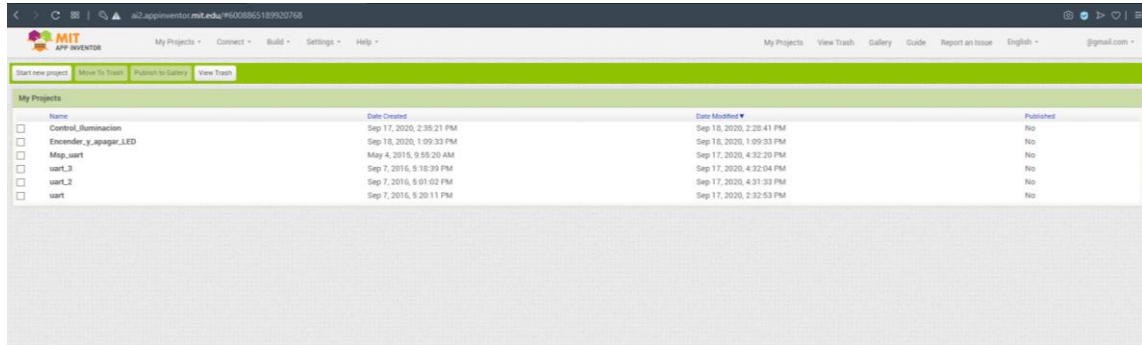 ai2.appinventor.mit.edu/#6008865189920768
MIT
APP INVENTOR
My Projects Connect Build Settings Help My Projects View Trash Gallery Guide Report an Issue English @gmail.com
Start new project Move To Trash Publish to Gallery View Trash
My Projects
Name Date Created Date Modified Published
Control_Iluminacion Sep 17, 2020, 2:35:21 PM Sep 18, 2020, 2:28:41 PM No
Encender_y_apagar_LED Sep 18, 2020, 1:09:33 PM Sep 18, 2020, 1:09:33 PM No
Msp_uart May 4, 2015, 9:55:20 AM Sep 17, 2020, 4:32:20 PM No
uart_3 Sep 7, 2016, 5:18:39 PM Sep 17, 2020, 4:32:04 PM No
uart_2 Sep 7, 2016, 5:01:02 PM Sep 17, 2020, 4:31:33 PM No
uart Sep 7, 2016, 5:20:11 PM Sep 17, 2020, 2:32:53 PM No